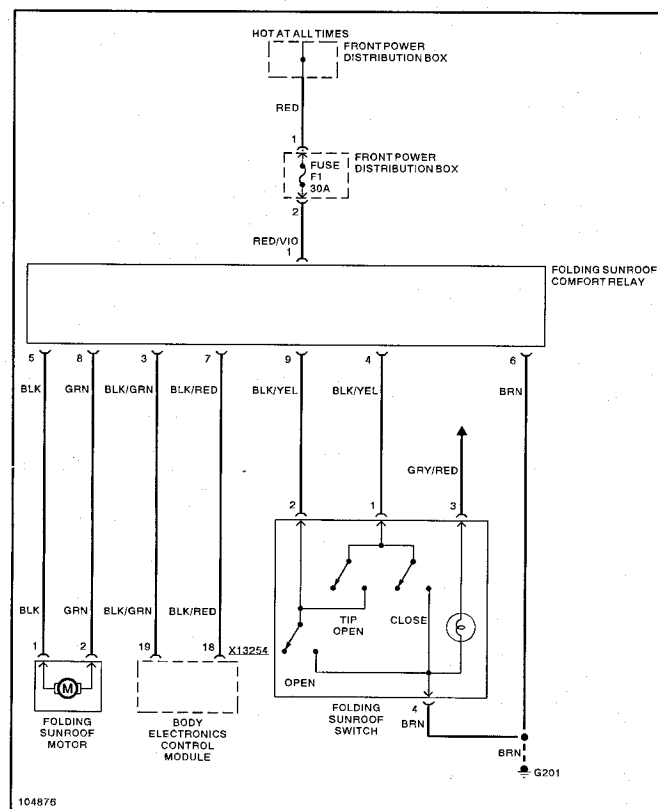 HOT AT ALL TIMES
FRONT POWER
DISTRIBUTION BOX
RED
1
FUSE
F1
30A
FRONT POWER
DISTRIBUTION BOX
2
RED/VIO
1
FOLDING SUNROOF
COMFORT RELAY
5 8 3 7 9 4 6
BLK GRN BLK/GRN BLK/RED BLK/YEL BLK/YEL BRN
GRY/RED
2 1 3
BLK GRN BLK/GRN BLK/RED
TIP
OPEN
CLOSE
1 2 19 18 X13254
OPEN
M
FOLDING
SUNROOF
MOTOR
BODY
ELECTRONICS
CONTROL
MODULE
FOLDING
SUNROOF
SWITCH
4
BRN
BRN
G201
104876